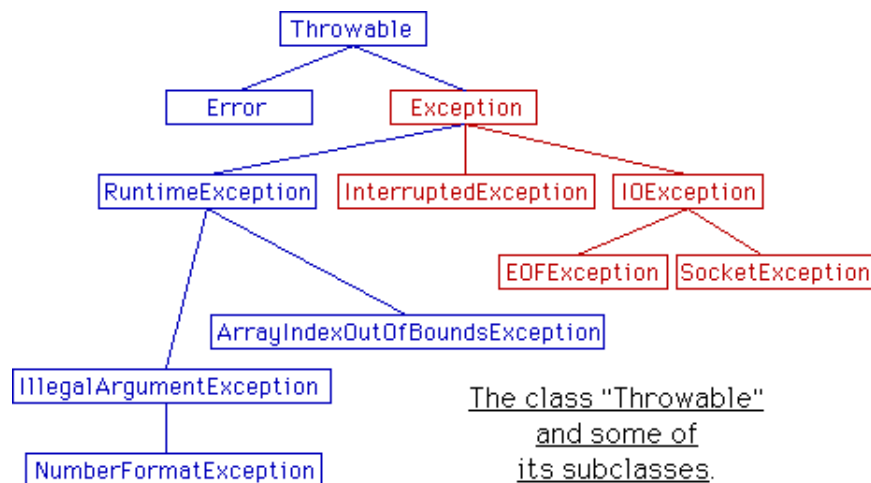 Throwable
Error
Exception
RuntimeException
InterruptedException
IOException
EOFException
SocketException
ArrayIndexOutOfBoundsException
IllegalArgumentException
The class "Throwable"
and some of
its subclasses.
NumberFormatException